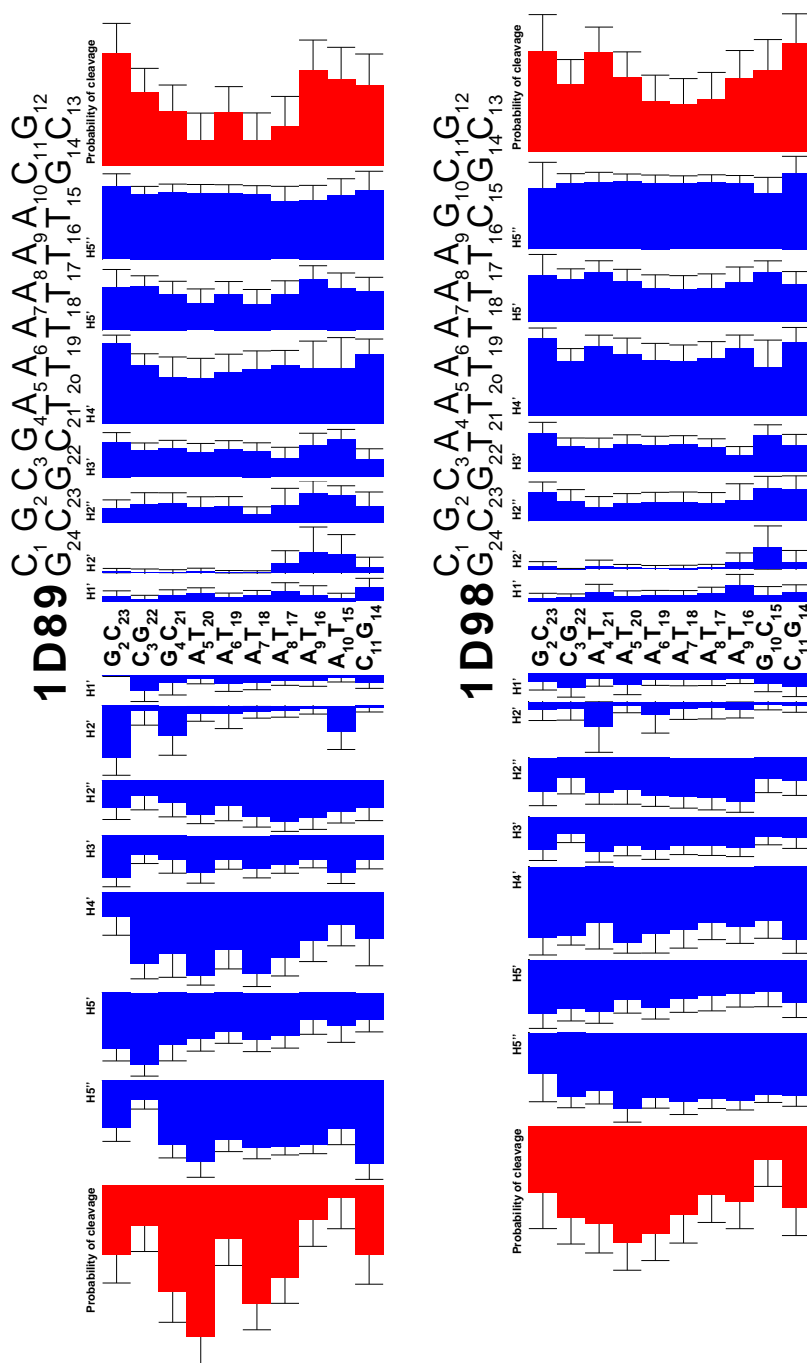 C1 G2 C3 G4 A5 A6 A7 A8 A9 A10 C11 G12
1D89
G24 C23 G22 C21 T2o T19 T18 T17 T16 T15 G14 C13
Probability of cleavage H5'' H5' H4' H3' H2'' H2' H1' H1' H2' H2'' H3' H4' H5' H5'' Probability of cleavage
G2C23
C3G22
G4C21
A5T20
A6T19
A7T18
A8T17
A9T16
A10T15
C11G14
C1 G2 C3 A4 A5 A6 A7 A8 A9 G10 C11 G12
1D98
G24 C23 G22 T21 T2o T19 T18 T17 T16 C15 G14 C13
Probability of cleavage H5'' H5' H4' H3' H2'' H2' H1' H1' H2' H2'' H3' H4' H5' H5'' Probability of cleavage
G2C23
C3G22
A4T21
A5T20
A6T19
A7T18
A8T17
A9T16
G10C15
C11G14